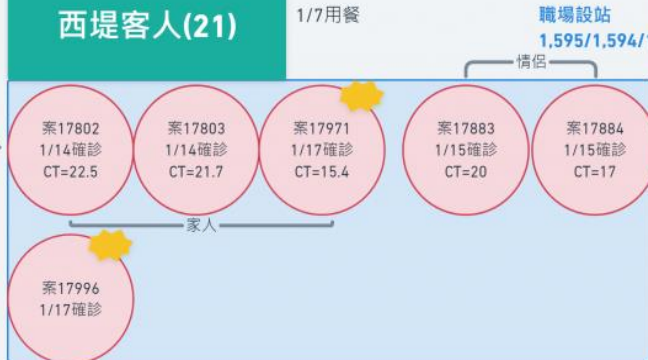 西堤客人(21)
1/7用餐
職場設站
1,595/1,594/
情侶
案17802
1/14確診
CT=22.5
案17803
1/14確診
CT=21.7
案17971
1/17確診
CT=15.4
案17883
1/15確診
CT=20
案17884
1/15確診
CT=17
家人
案17996
1/17確診